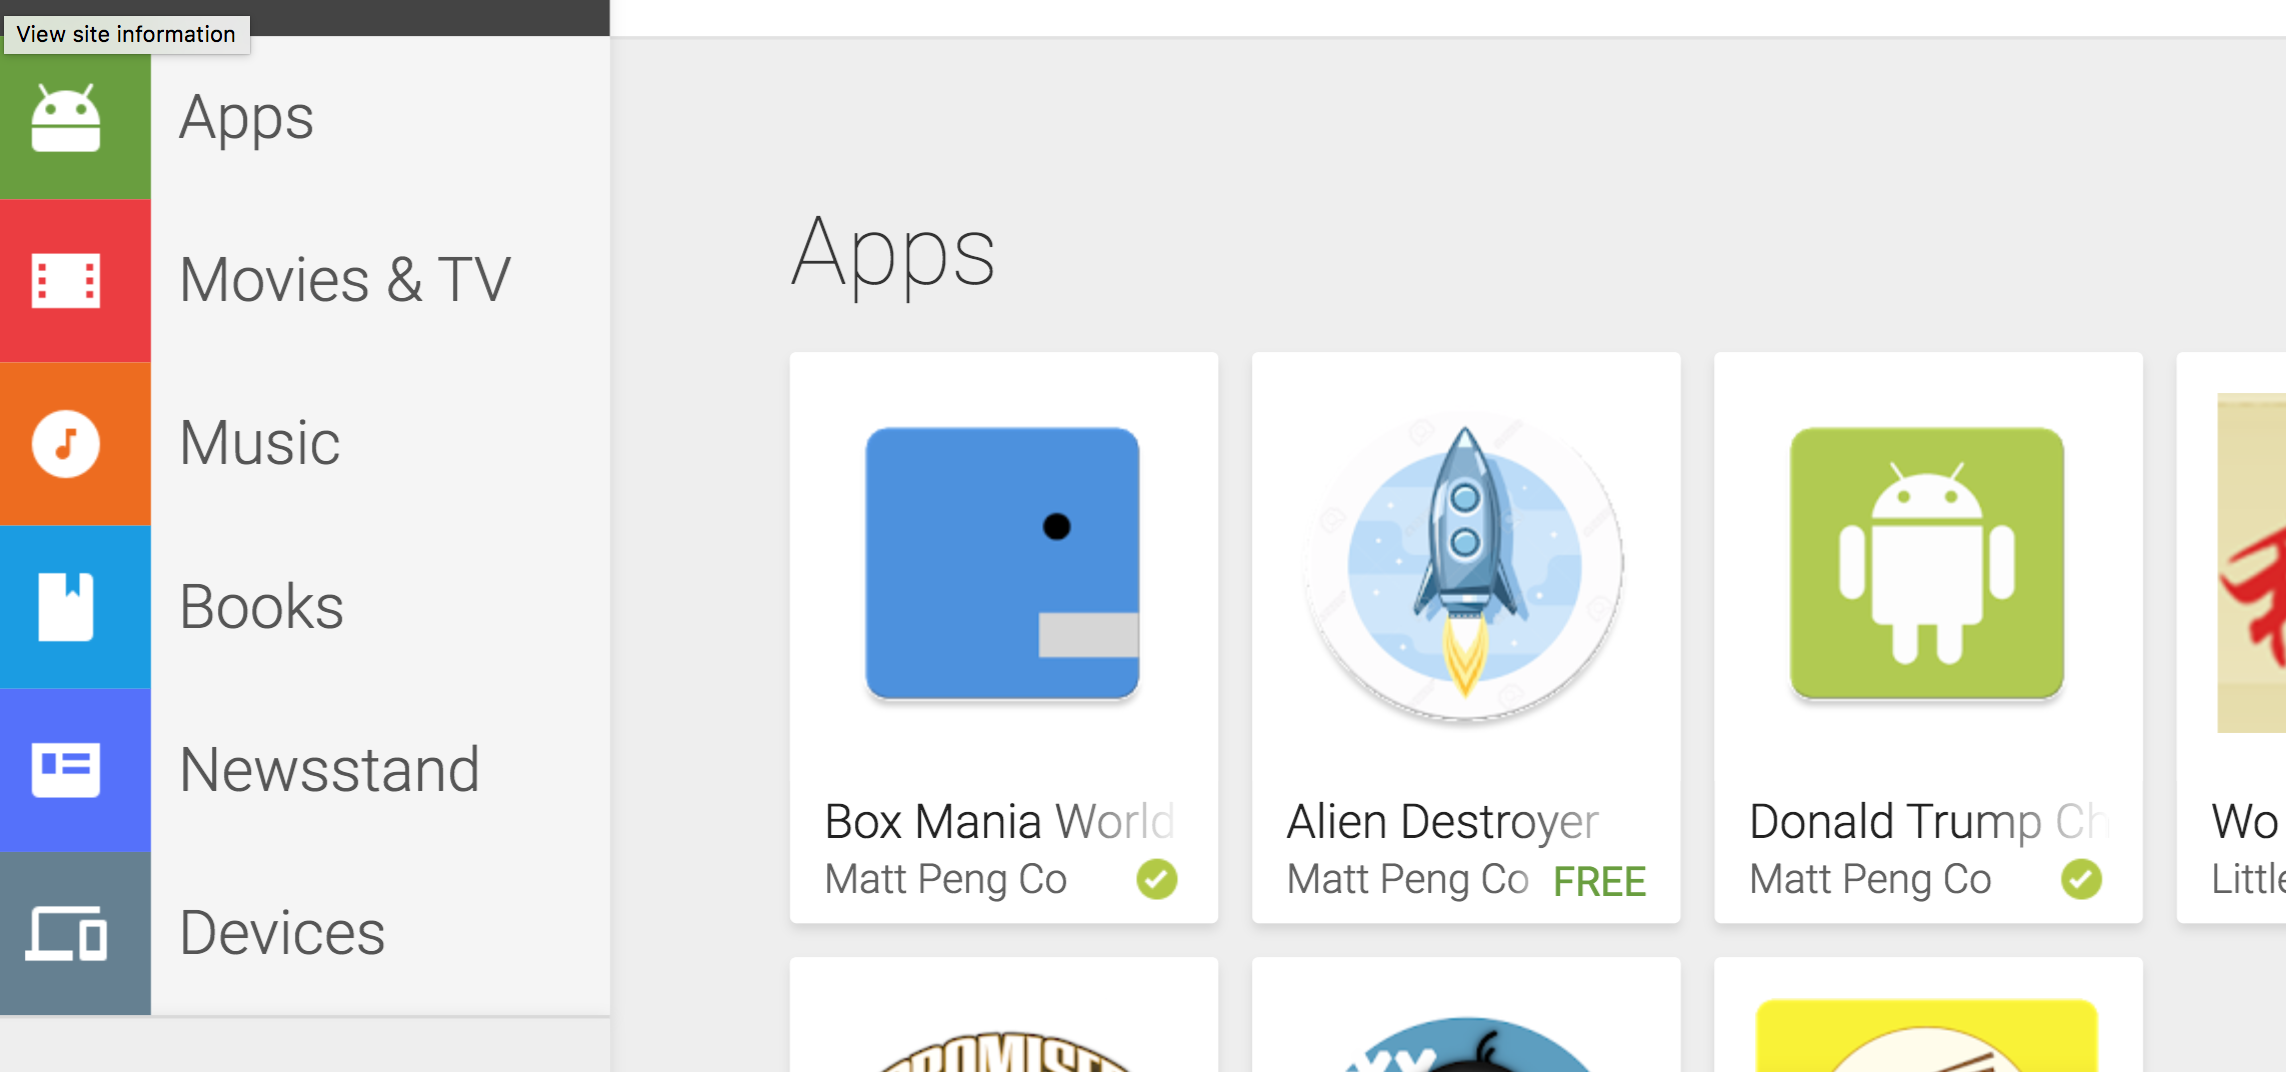 View site information
Apps
Movies & TV
Music
Books
Newsstand
Devices
Apps
Box Mania World
Matt Peng Co
Alien Destroyer
Matt Peng Co FREE
Donald Trump Ch
Matt Peng Co
Wo
Little